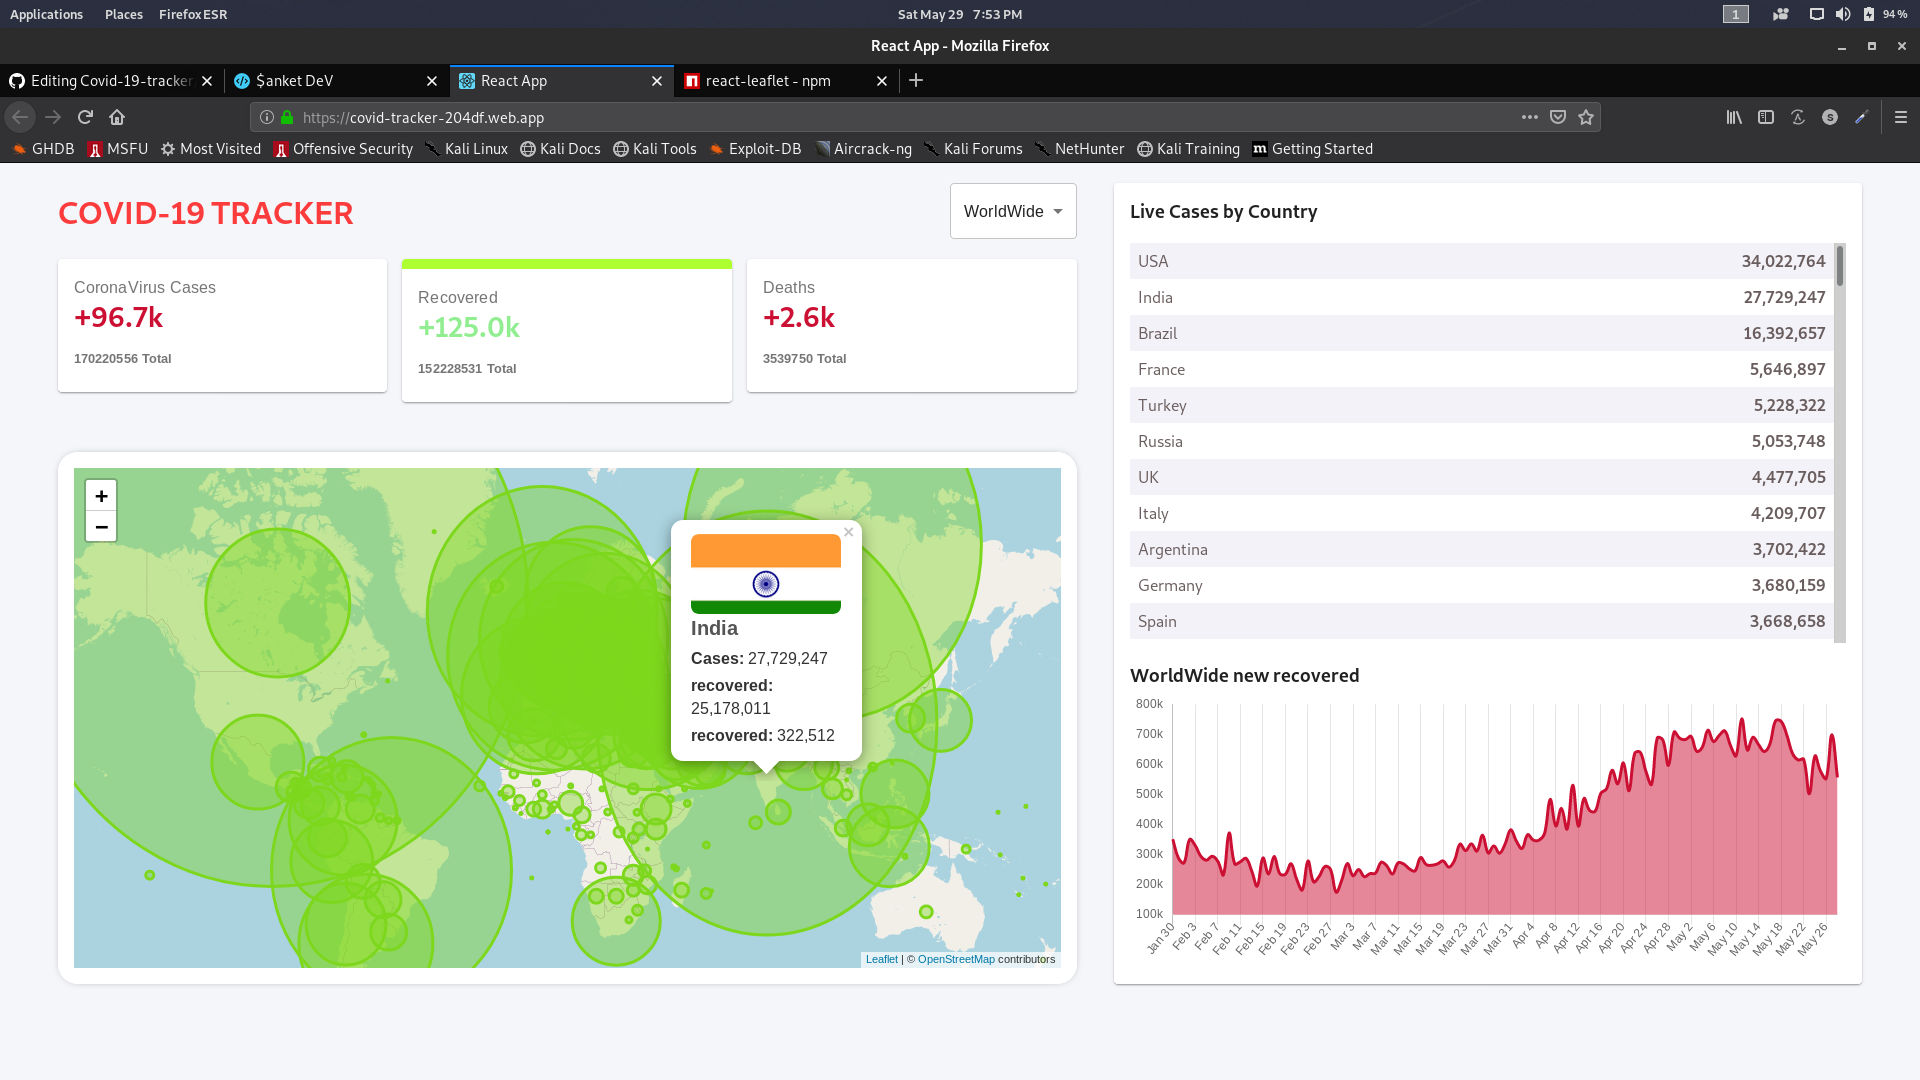 Applications Places Firefox ESR
Sat May 29 7:53 PM
1
94 %
React App - Mozilla Firefox
Editing Covid-19-tracker
$anket DeV
React App
react-leaflet - npm
https://covid-tracker-204df.web.app
S
GHDB MSFU Most Visited Offensive Security Kali Linux Kali Docs Kali Tools Exploit-DB Aircrack-ng Kali Forums NetHunter Kali Training m Getting Started
COVID-19 TRACKER
WorldWide
CoronaVirus Cases
+96.7k
170220556 Total
Recovered
+125.0k
152228531 Total
Deaths
+2.6k
3539750 Total
+
−
×
India
Cases: 27,729,247
recovered:
25,178,011
recovered: 322,512
Leaflet | © OpenStreetMap contributors
Live Cases by Country
USA 34,022,764
India 27,729,247
Brazil 16,392,657
France 5,646,897
Turkey 5,228,322
Russia 5,053,748
UK 4,477,705
Italy 4,209,707
Argentina 3,702,422
Germany 3,680,159
Spain 3,668,658
WorldWide new recovered
800k
700k
600k
500k
400k
300k
200k
100k
Jan 30 Feb 3 Feb 7 Feb 11 Feb 15 Feb 19 Feb 23 Feb 27 Mar 3 Mar 7 Mar 11 Mar 15 Mar 19 Mar 23 Mar 27 Mar 31 Apr 4 Apr 8 Apr 12 Apr 16 Apr 20 Apr 24 Apr 28 May 2 May 6 May 10 May 14 May 18 May 22 May 26